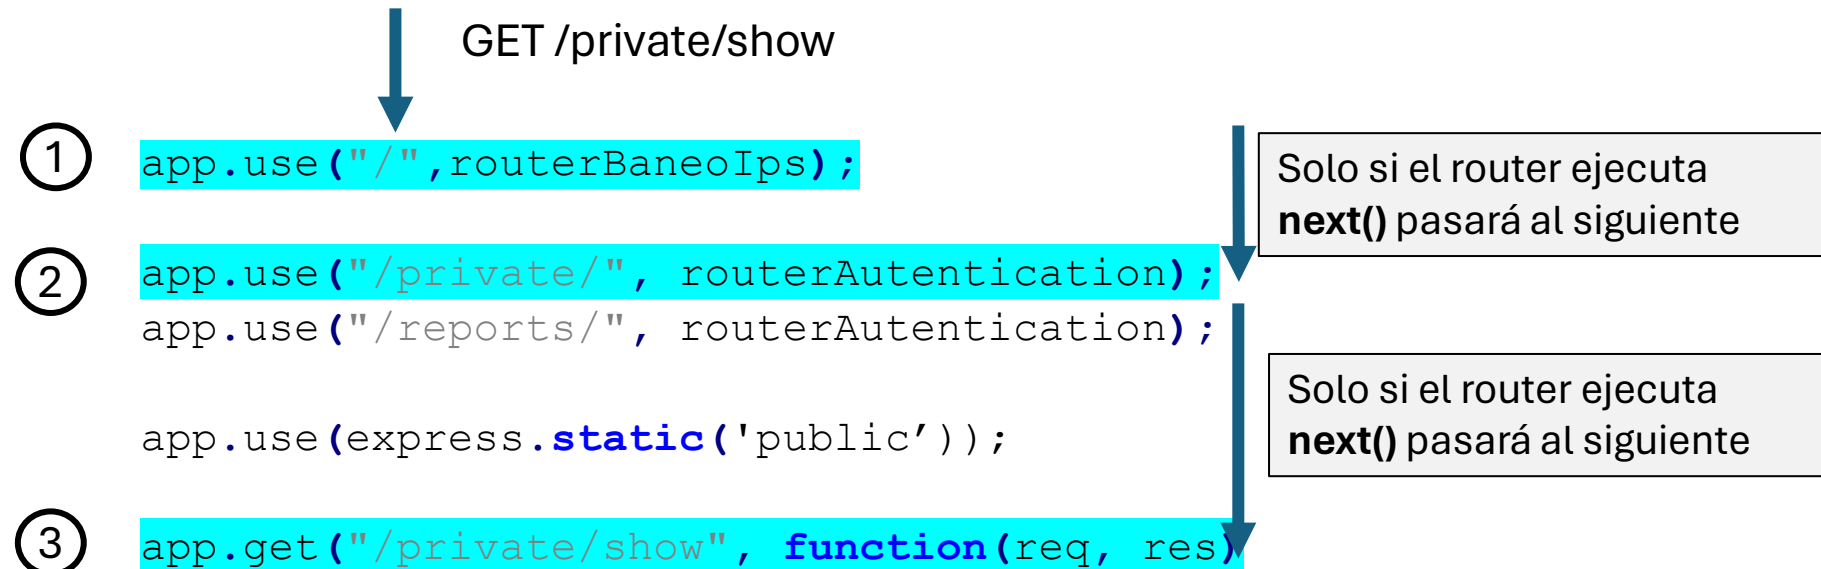 GET /private/show
1 app.use("/",routerBaneoIps);
Solo si el router ejecuta
next() pasará al siguiente
2 app.use("/private/", routerAutentication);
app.use("/reports/", routerAutentication);
Solo si el router ejecuta
next() pasará al siguiente
app.use(express.static('public’));
3 app.get("/private/show", function(req, res)